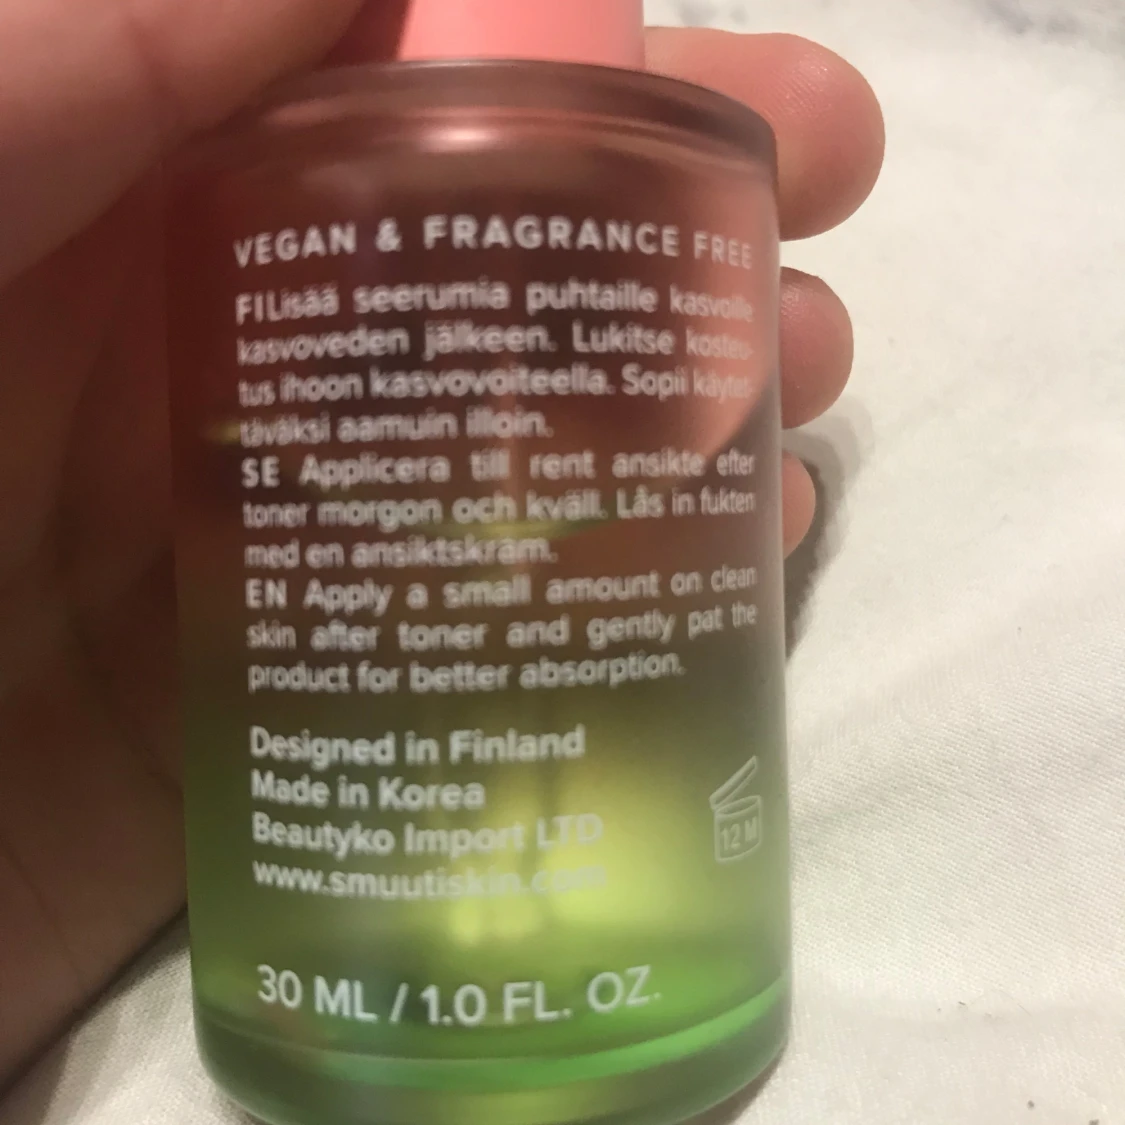 VEGAN & FRAGRANCE FREE
FI Lisää seerumia puhtaille kasvoille
kasvoveden jälkeen. Lukitse kosteu-
tus ihoon kasvovoiteella. Sopii käytet-
täväksi aamuin illoin.
SE Applicera till rent ansikte efter
toner morgon och kväll. Lås in fukten
med en ansiktskräm.
EN Apply a small amount on clean
skin after toner and gently pat the
product for better absorption.
Designed in Finland
Made in Korea
Beautyko Import LTD
www.smuutiskin.com
12 M
30 ML / 1.0 FL. OZ.